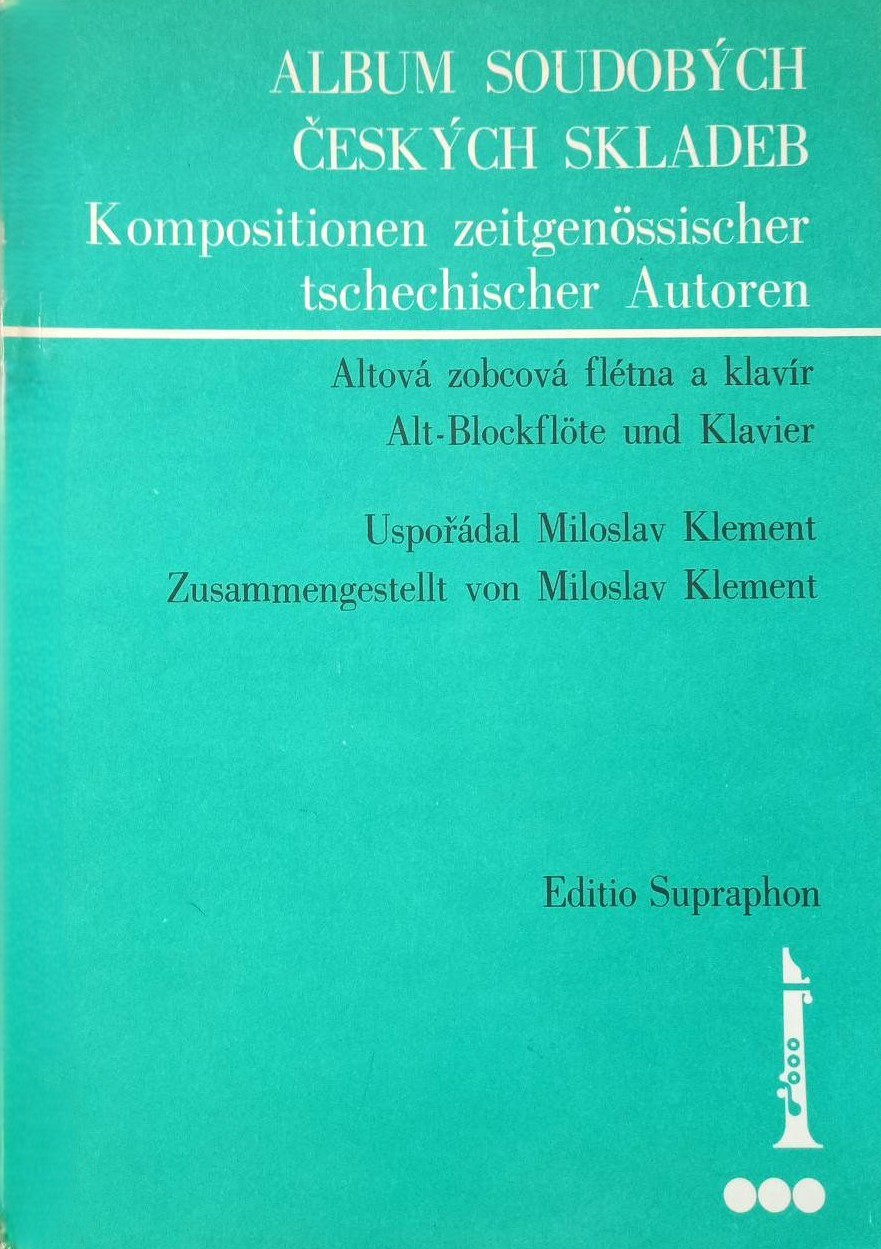 ALBUM SOUDOBÝCH
ČESKÝCH SKLADEB
Kompositionen zeitgenössischer
tschechischer Autoren
Altová zobcová flétna a klavír
Alt-Blockflöte und Klavier
Uspořádal Miloslav Klement
Zusammengestellt von Miloslav Klement
Editio Supraphon